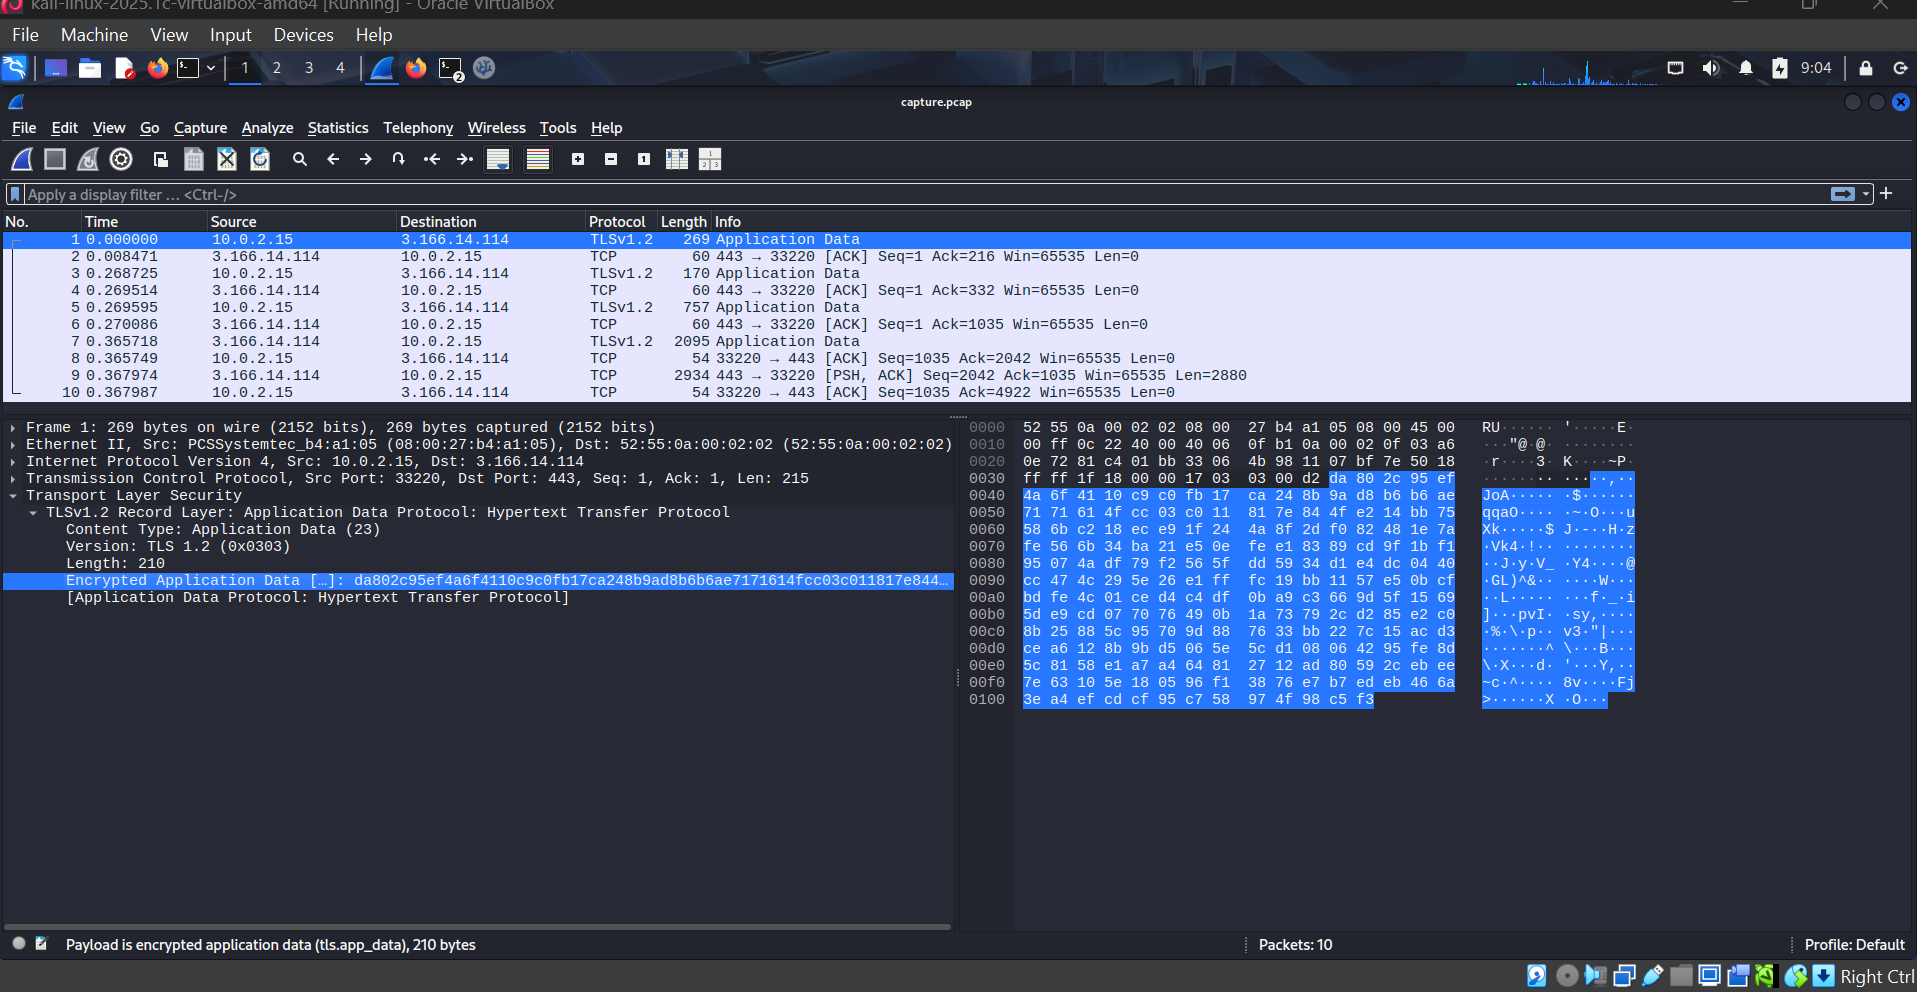 kali-linux-2025.1c-virtualbox-amd64 [Running] - Oracle VirtualBox
File Machine View Input Devices Help
1 2 3 4 2 9:04
capture.pcap
File Edit View Go Capture Analyze Statistics Telephony Wireless Tools Help
Apply a display filter … <Ctrl-/>
No. Time Source Destination Protocol Length Info
1 0.000000 10.0.2.15 3.166.14.114 TLSv1.2 269 Application Data
2 0.008471 3.166.14.114 10.0.2.15 TCP 60 443 → 33220 [ACK] Seq=1 Ack=216 Win=65535 Len=0
3 0.268725 10.0.2.15 3.166.14.114 TLSv1.2 170 Application Data
4 0.269514 3.166.14.114 10.0.2.15 TCP 60 443 → 33220 [ACK] Seq=1 Ack=332 Win=65535 Len=0
5 0.269595 10.0.2.15 3.166.14.114 TLSv1.2 757 Application Data
6 0.270086 3.166.14.114 10.0.2.15 TCP 60 443 → 33220 [ACK] Seq=1 Ack=1035 Win=65535 Len=0
7 0.365718 3.166.14.114 10.0.2.15 TLSv1.2 2095 Application Data
8 0.365749 10.0.2.15 3.166.14.114 TCP 54 33220 → 443 [ACK] Seq=1035 Ack=2042 Win=65535 Len=0
9 0.367974 3.166.14.114 10.0.2.15 TCP 2934 443 → 33220 [PSH, ACK] Seq=2042 Ack=1035 Win=65535 Len=2880
10 0.367987 10.0.2.15 3.166.14.114 TCP 54 33220 → 443 [ACK] Seq=1035 Ack=4922 Win=65535 Len=0
Frame 1: 269 bytes on wire (2152 bits), 269 bytes captured (2152 bits)
Ethernet II, Src: PCSSystemtec_b4:a1:05 (08:00:27:b4:a1:05), Dst: 52:55:0a:00:02:02 (52:55:0a:00:02:02)
Internet Protocol Version 4, Src: 10.0.2.15, Dst: 3.166.14.114
Transmission Control Protocol, Src Port: 33220, Dst Port: 443, Seq: 1, Ack: 1, Len: 215
Transport Layer Security
TLSv1.2 Record Layer: Application Data Protocol: Hypertext Transfer Protocol
Content Type: Application Data (23)
Version: TLS 1.2 (0x0303)
Length: 210
Encrypted Application Data […]: da802c95ef4a6f4110c9c0fb17ca248b9ad8b6b6ae7171614fcc03c011817e844…
[Application Data Protocol: Hypertext Transfer Protocol]
0000 52 55 0a 00 02 02 08 00 27 b4 a1 05 08 00 45 00 RU······ '·····E·
0010 00 ff 0c 22 40 00 40 06 0f b1 0a 00 02 0f 03 a6 ···"@·@· ········
0020 0e 72 81 c4 01 bb 33 06 4b 98 11 07 bf 7e 50 18 ·r····3· K····~P·
0030 ff ff 1f 18 00 00 17 03 03 00 d2 da 80 2c 95 ef ········ ·····,··
0040 4a 6f 41 10 c9 c0 fb 17 ca 24 8b 9a d8 b6 b6 ae JoA····· ·$······
0050 71 71 61 4f cc 03 c0 11 81 7e 84 4f e2 14 bb 75 qqaO···· ·~·O···u
0060 58 6b c2 18 ec e9 1f 24 4a 8f 2d f0 82 48 1e 7a Xk·····$ J·-··H·z
0070 fe 56 6b 34 ba 21 e5 0e fe e1 83 89 cd 9f 1b f1 ·Vk4·!·· ········
0080 95 07 4a df 79 f2 56 5f dd 59 34 d1 e4 dc 04 40 ··J·y·V_ ·Y4····@
0090 cc 47 4c 29 5e 26 e1 ff fc 19 bb 11 57 e5 0b cf ·GL)^&·· ····W···
00a0 bd fe 4c 01 ce d4 c4 df 0b a9 c3 66 9d 5f 15 69 ··L····· ···f·_·i
00b0 5d e9 cd 07 70 76 49 0b 1a 73 79 2c d2 85 e2 c0 ]···pvI· ·sy,····
00c0 8b 25 88 5c 95 70 9d 88 76 33 bb 22 7c 15 ac d3 ·%·\·p·· v3·"|···
00d0 ce a6 12 8b 9b d5 06 5e 5c d1 08 06 42 95 fe 8d ·······^ \···B···
00e0 5c 81 58 e1 a7 a4 64 81 27 12 ad 80 59 2c eb ee \·X···d· '···Y,··
00f0 7e 63 10 5e 18 05 96 f1 38 76 e7 b7 ed eb 46 6a ~c·^···· 8v····Fj
0100 3e a4 ef cd cf 95 c7 58 97 4f 98 c5 f3 >······X ·O···
Payload is encrypted application data (tls.app_data), 210 bytes Packets: 10 Profile: Default
Right Ctrl